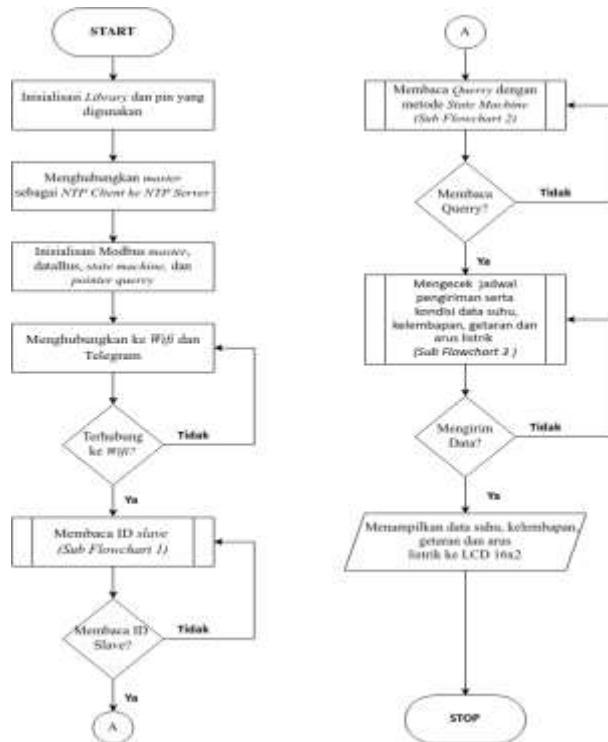 START
Inisialisasi Library dan pin yang
digunakan
Menghubungkan master
sebagai NTP Client ke NTP Server
Inisialisasi Modbus master,
datalbus, state machine, dan
pointer querry
Menghubungkan ke Wifi dan
Telegram
Terhubung
ke Wifi?
Tidak
Ya
Membaca ID slave
(Sub Flowchart 1)
Membaca ID
Slave?
Tidak
Ya
A
A
Membaca Querry dengan
metode State Machine
(Sub Flowchart 2)
Membaca
Querry?
Tidak
Ya
Mengecek jadwal
pengiriman serta
kondisi data suhu,
kelembapan, getaran dan
arus listrik
(Sub Flowchart 3 )
Mengirim
Data?
Tidak
Ya
Menampilkan data suhu, kelembapan,
getaran dan arus
listrik ke LCD 16x2
STOP